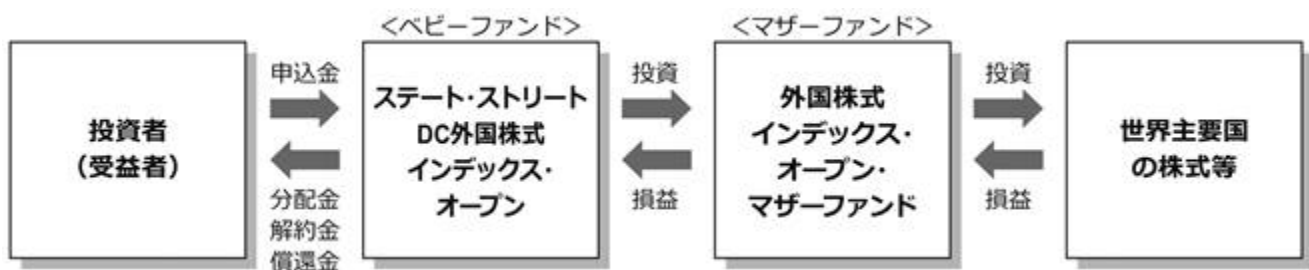 <ベビーファンド>
<マザーファンド>
投資者
(受益者)
申込金
分配金
解約金
償還金
ステート・ストリート
DC外国株式
インデックス・
オープン
投資
損益
外国株式
インデックス・
オープン・
マザーファンド
投資
損益
世界主要国
の株式等